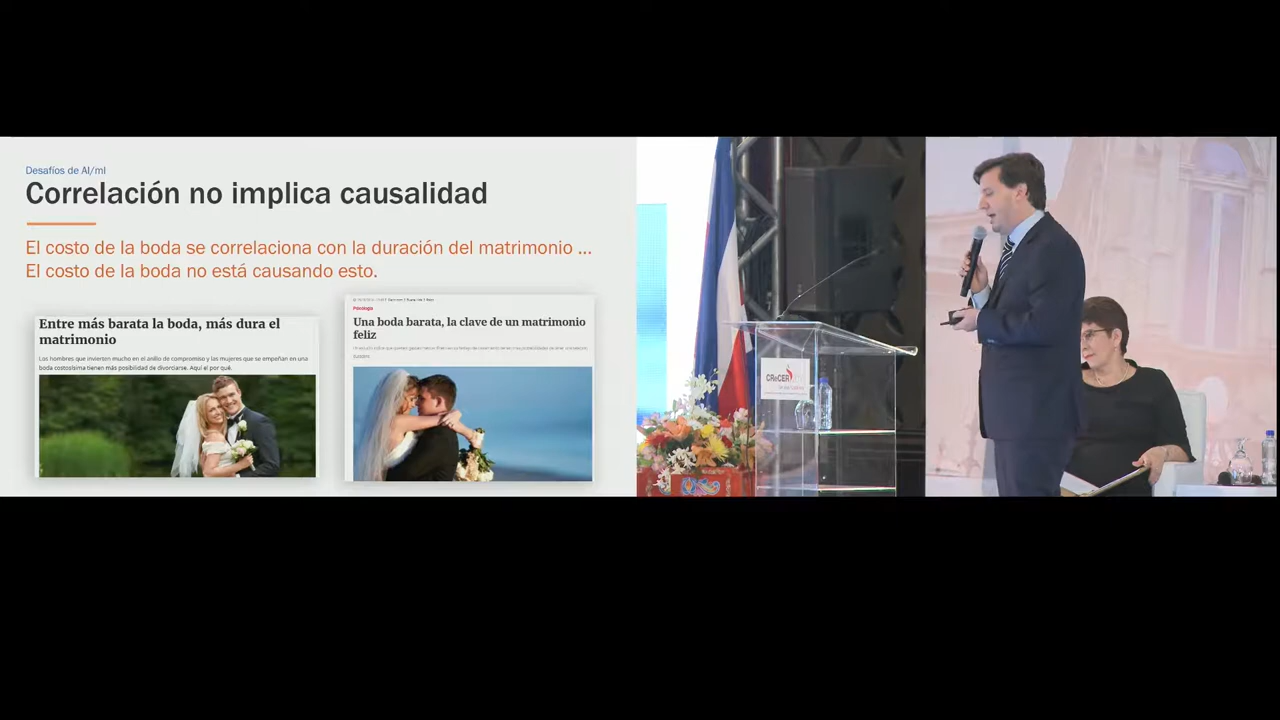 Desafíos de AI/ml
Correlación no implica causalidad
El costo de la boda se correlaciona con la duración del matrimonio ...
El costo de la boda no está causando esto.
Entre más barata la boda, más dura el
matrimonio
Los hombres que invierten mucho en el anillo de compromiso y las mujeres que se empeñan en una
boda costosísima tienen más posibilidad de divorciarse. Aquí el por qué.
Psicología
Una boda barata, la clave de un matrimonio
feliz
CReCER